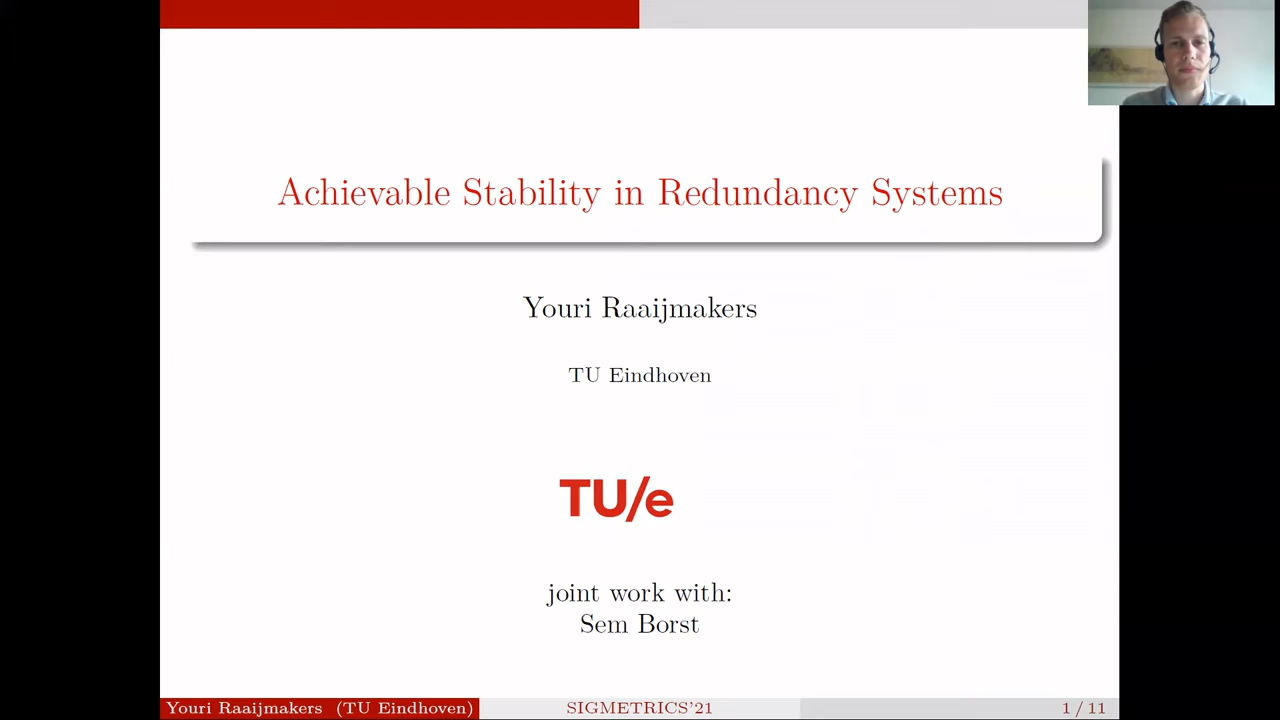 Achievable Stability in Redundancy Systems
Youri Raaijmakers
TU Eindhoven
TU/e
joint work with:
Sem Borst
Youri Raaijmakers (TU Eindhoven)
SIGMETRICS'21
1 / 11